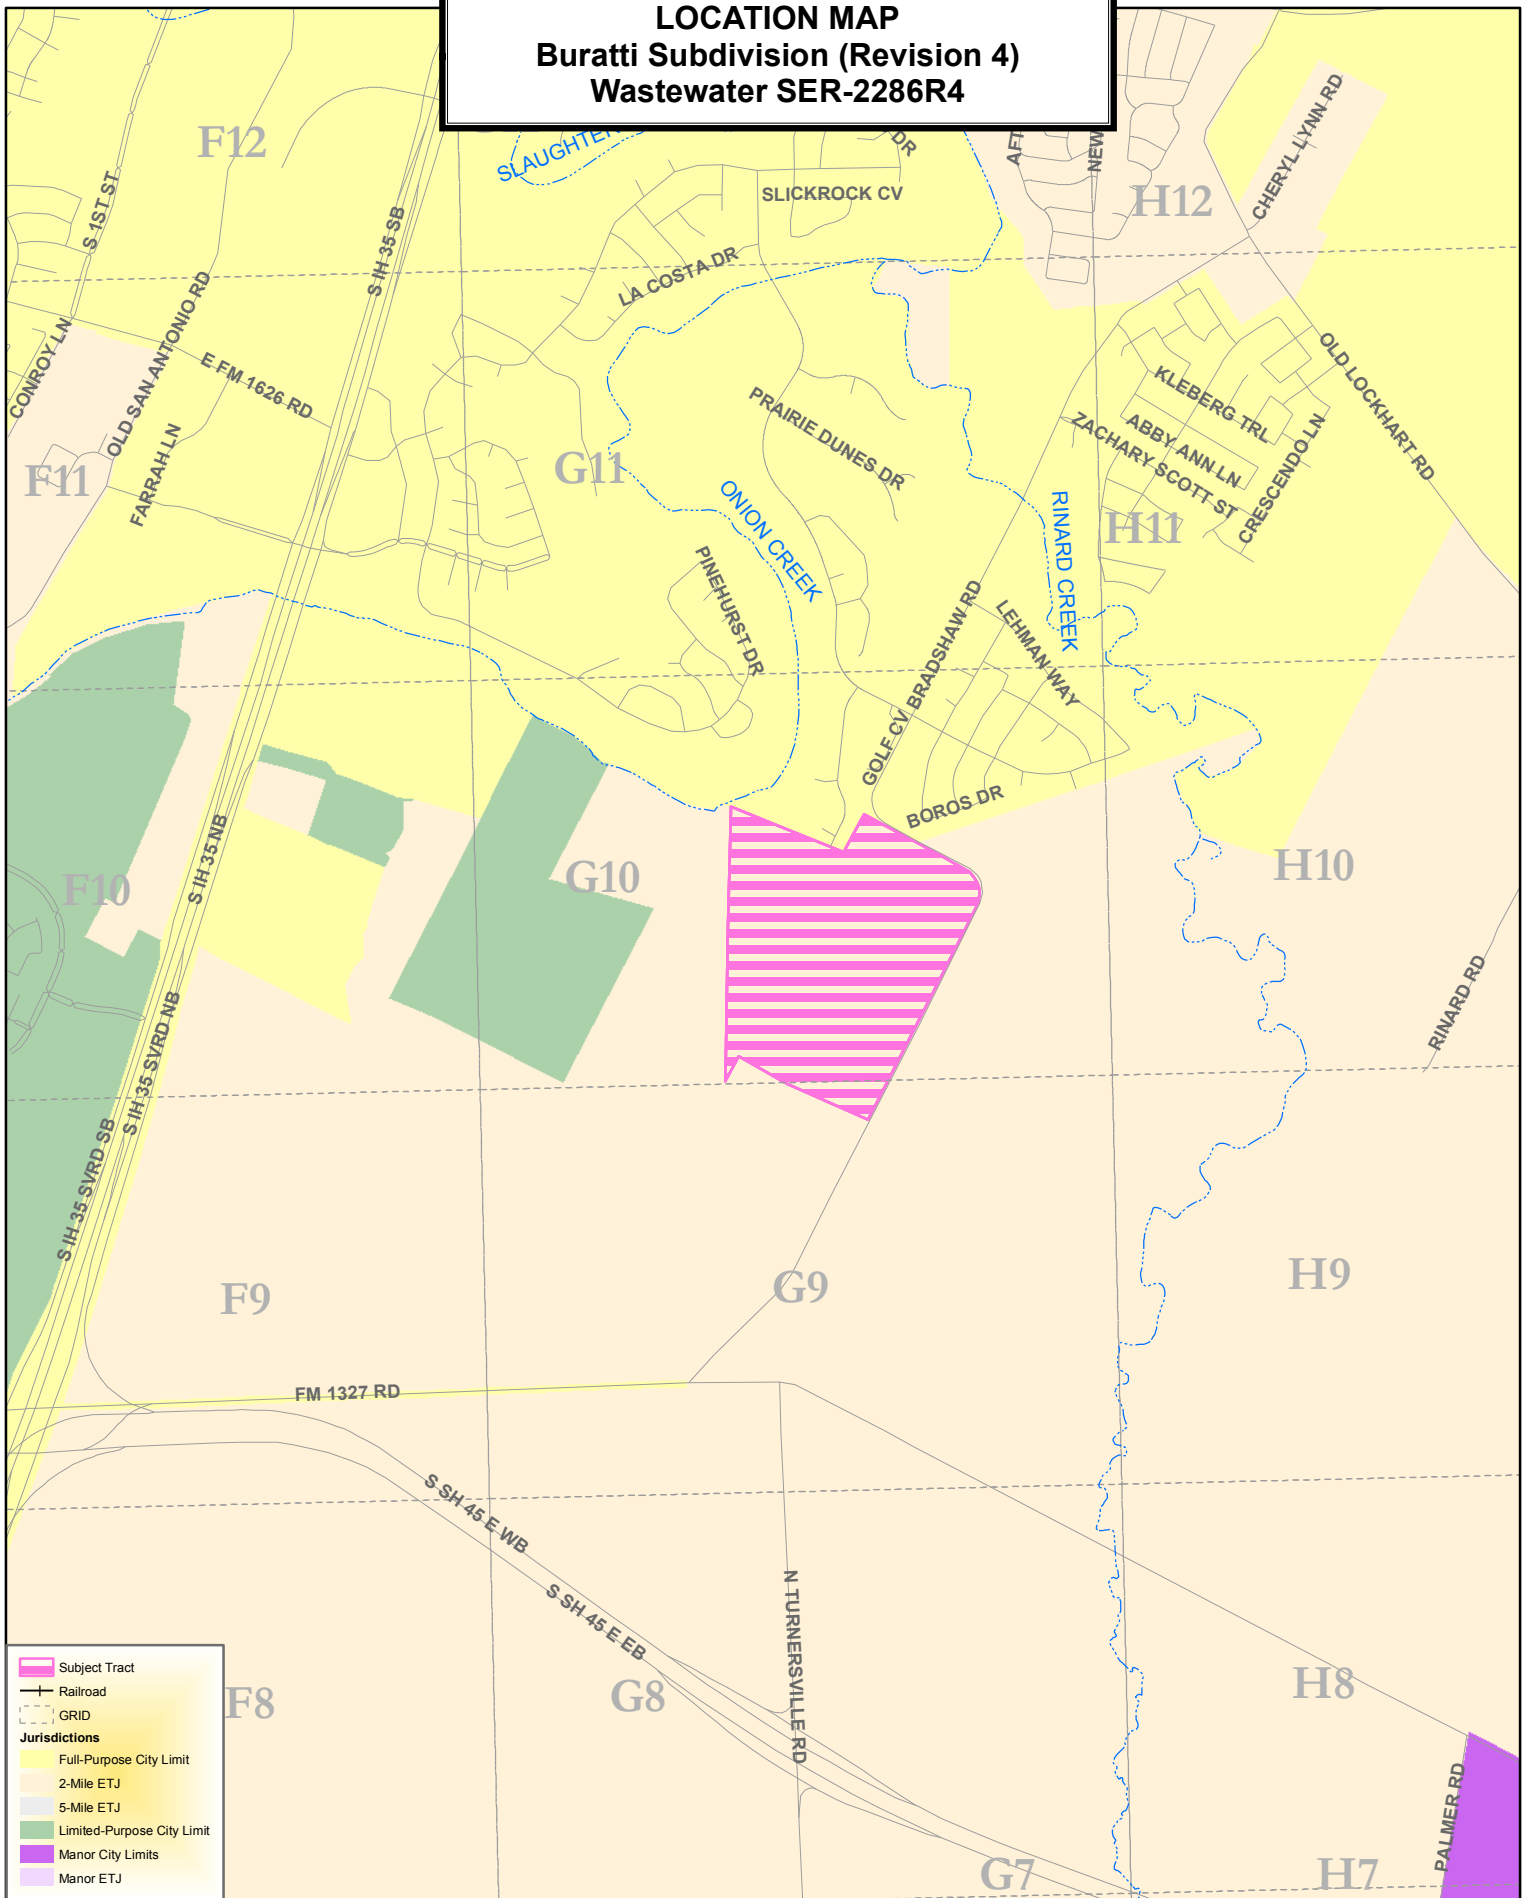 LOCATION MAP
Buratti Subdivision (Revision 4)
Wastewater SER-2286R4
F12
S 1ST ST
S IH 35 SB
SLAUGHTER
DR
SLICKROCK CV
LA COSTA DR
AFT
NEW
H12
CHERYL LYNN RD
CONROY LN
OLD SAN ANTONIO RD
E FM 1626 RD
FARRAH LN
F11
G11
PRAIRIE DUNES DR
ONION CREEK
PINEHURST DR
RINARD CREEK
KLEBERG TRL
ABBY ANN LN
ZACHARY SCOTT ST
CRESCENDO LN
OLD LOCKHART RD
H11
LEHMAN WAY
GOLF CV
BRADSHAW RD
BOROS DR
S IH 35 NB
F10
G10
H10
RINARD RD
S IH 35 SVRD NB
S IH 35 SVRD SB
F9
G9
H9
FM 1327 RD
S SH 45 E WB
S SH 45 E EB
N TURNERSVILLE RD
F8
G8
H8
PALMER RD
G7
H7
Subject Tract
Railroad
GRID
Jurisdictions
Full-Purpose City Limit
2-Mile ETJ
5-Mile ETJ
Limited-Purpose City Limit
Manor City Limits
Manor ETJ